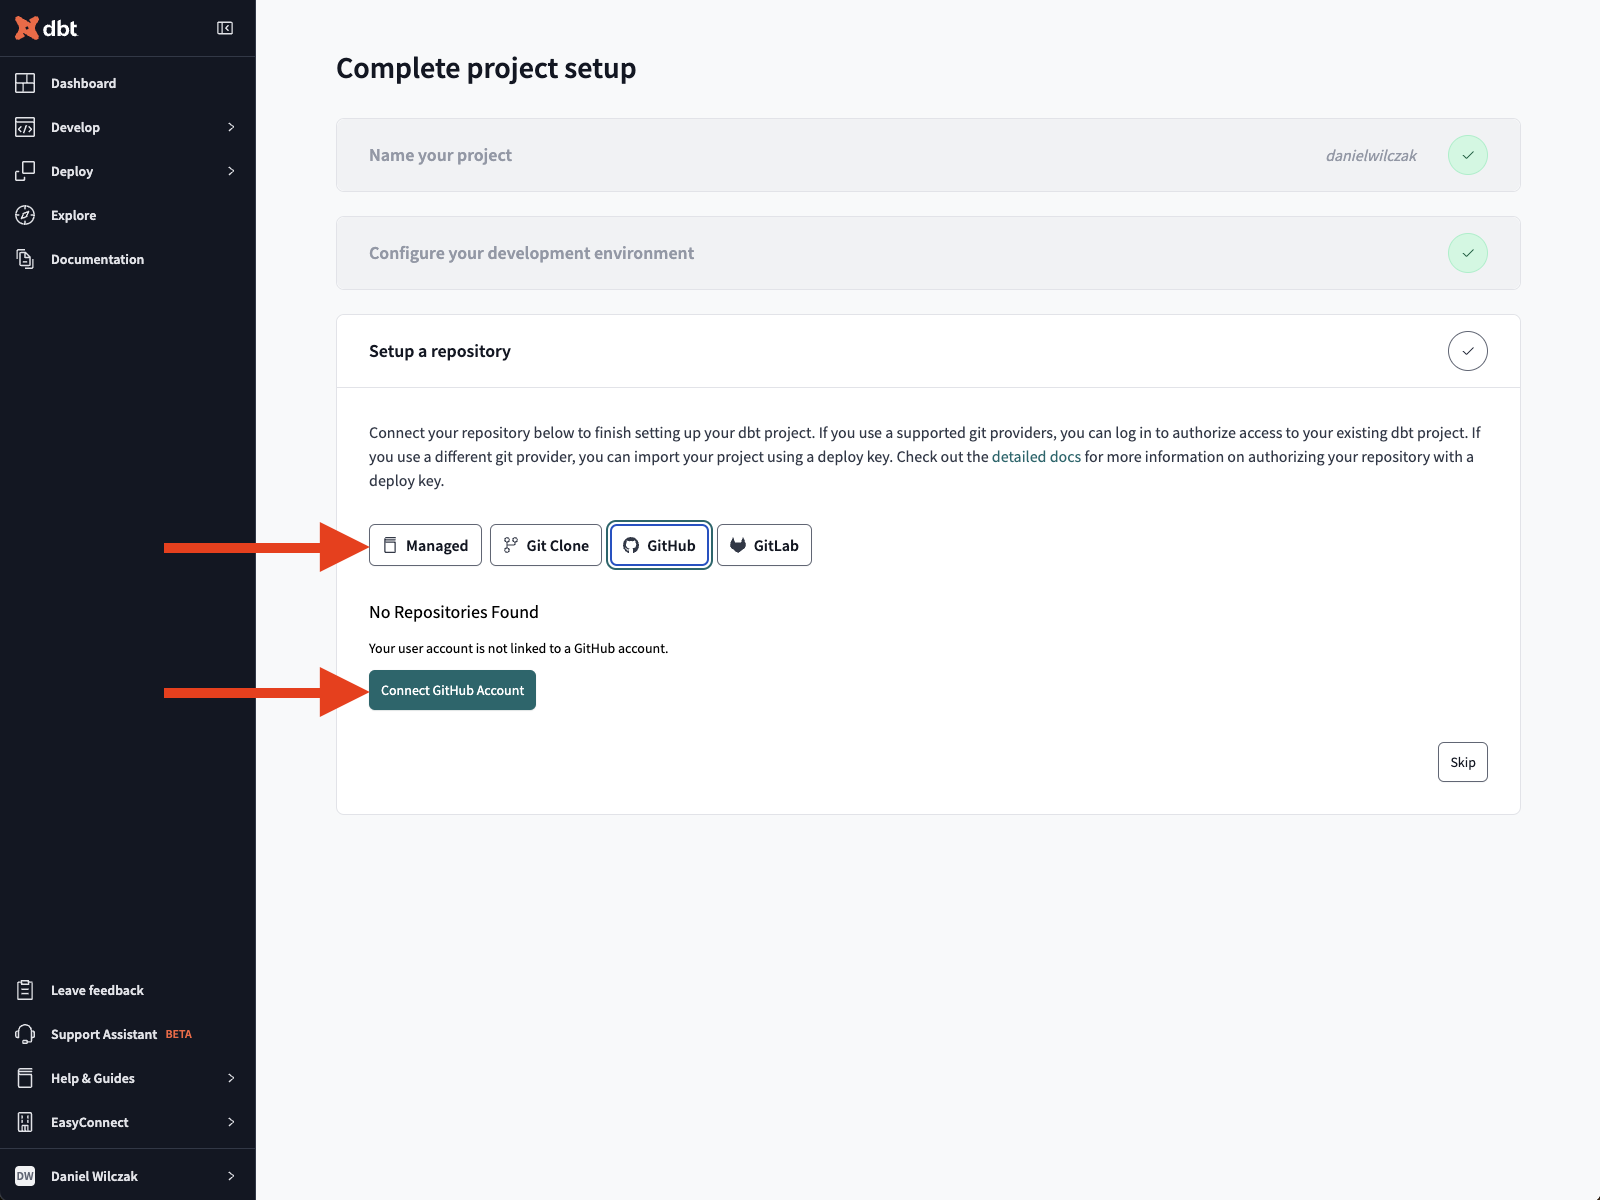 dbt
Dashboard
Develop
Deploy
Explore
Documentation
Leave feedback
Support Assistant BETA
Help & Guides
EasyConnect
DW Daniel Wilczak
Complete project setup
Name your project danielwilczak
Configure your development environment
Setup a repository
Connect your repository below to finish setting up your dbt project. If you use a supported git providers, you can log in to authorize access to your existing dbt project. If
you use a different git provider, you can import your project using a deploy key. Check out the detailed docs for more information on authorizing your repository with a
deploy key.
Managed Git Clone GitHub GitLab
No Repositories Found
Your user account is not linked to a GitHub account.
Connect GitHub Account
Skip